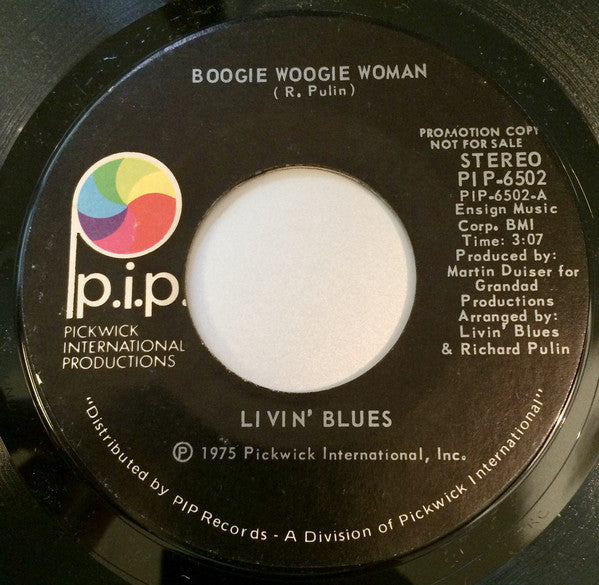 BOOGIE WOOGIE WOMAN
(R. Pulin)
PROMOTION COPY
NOT FOR SALE
STEREO
PIP-6502
PIP-6502-A
Ensign Music
Corp. BMI
Time: 3:07
Produced by:
Martin Duiser for
Grandad
Productions
Arranged by:
Livin' Blues
& Richard Pulin
p.i.p.
PICKWICK
INTERNATIONAL
PRODUCTIONS
LIVIN' BLUES
Ⓟ 1975 Pickwick International, Inc.
"Distributed by PIP Records - A Division of Pickwick International"